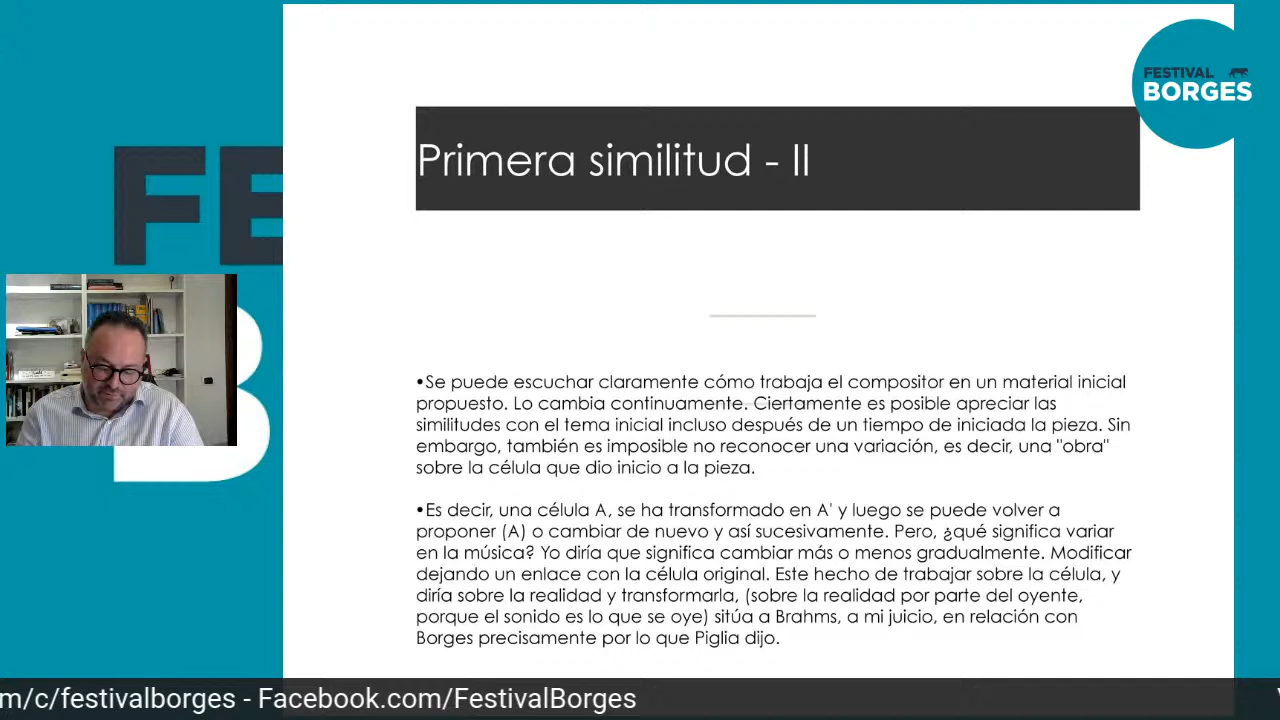 FESTIVAL
BORGES
Primera similitud - II
FE
B
•Se puede escuchar claramente cómo trabaja el compositor en un material inicial
propuesto. Lo cambia continuamente. Ciertamente es posible apreciar las
similitudes con el tema inicial incluso después de un tiempo de iniciada la pieza. Sin
embargo, también es imposible no reconocer una variación, es decir, una "obra"
sobre la célula que dio inicio a la pieza.
•Es decir, una célula A, se ha transformado en A' y luego se puede volver a
proponer (A) o cambiar de nuevo y así sucesivamente. Pero, ¿qué significa variar
en la música? Yo diría que significa cambiar más o menos gradualmente. Modificar
dejando un enlace con la célula original. Este hecho de trabajar sobre la célula, y
diría sobre la realidad y transformarla, (sobre la realidad por parte del oyente,
porque el sonido es lo que se oye) sitúa a Brahms, a mi juicio, en relación con
Borges precisamente por lo que Piglia dijo.
m/c/festivalborges - Facebook.com/FestivalBorges